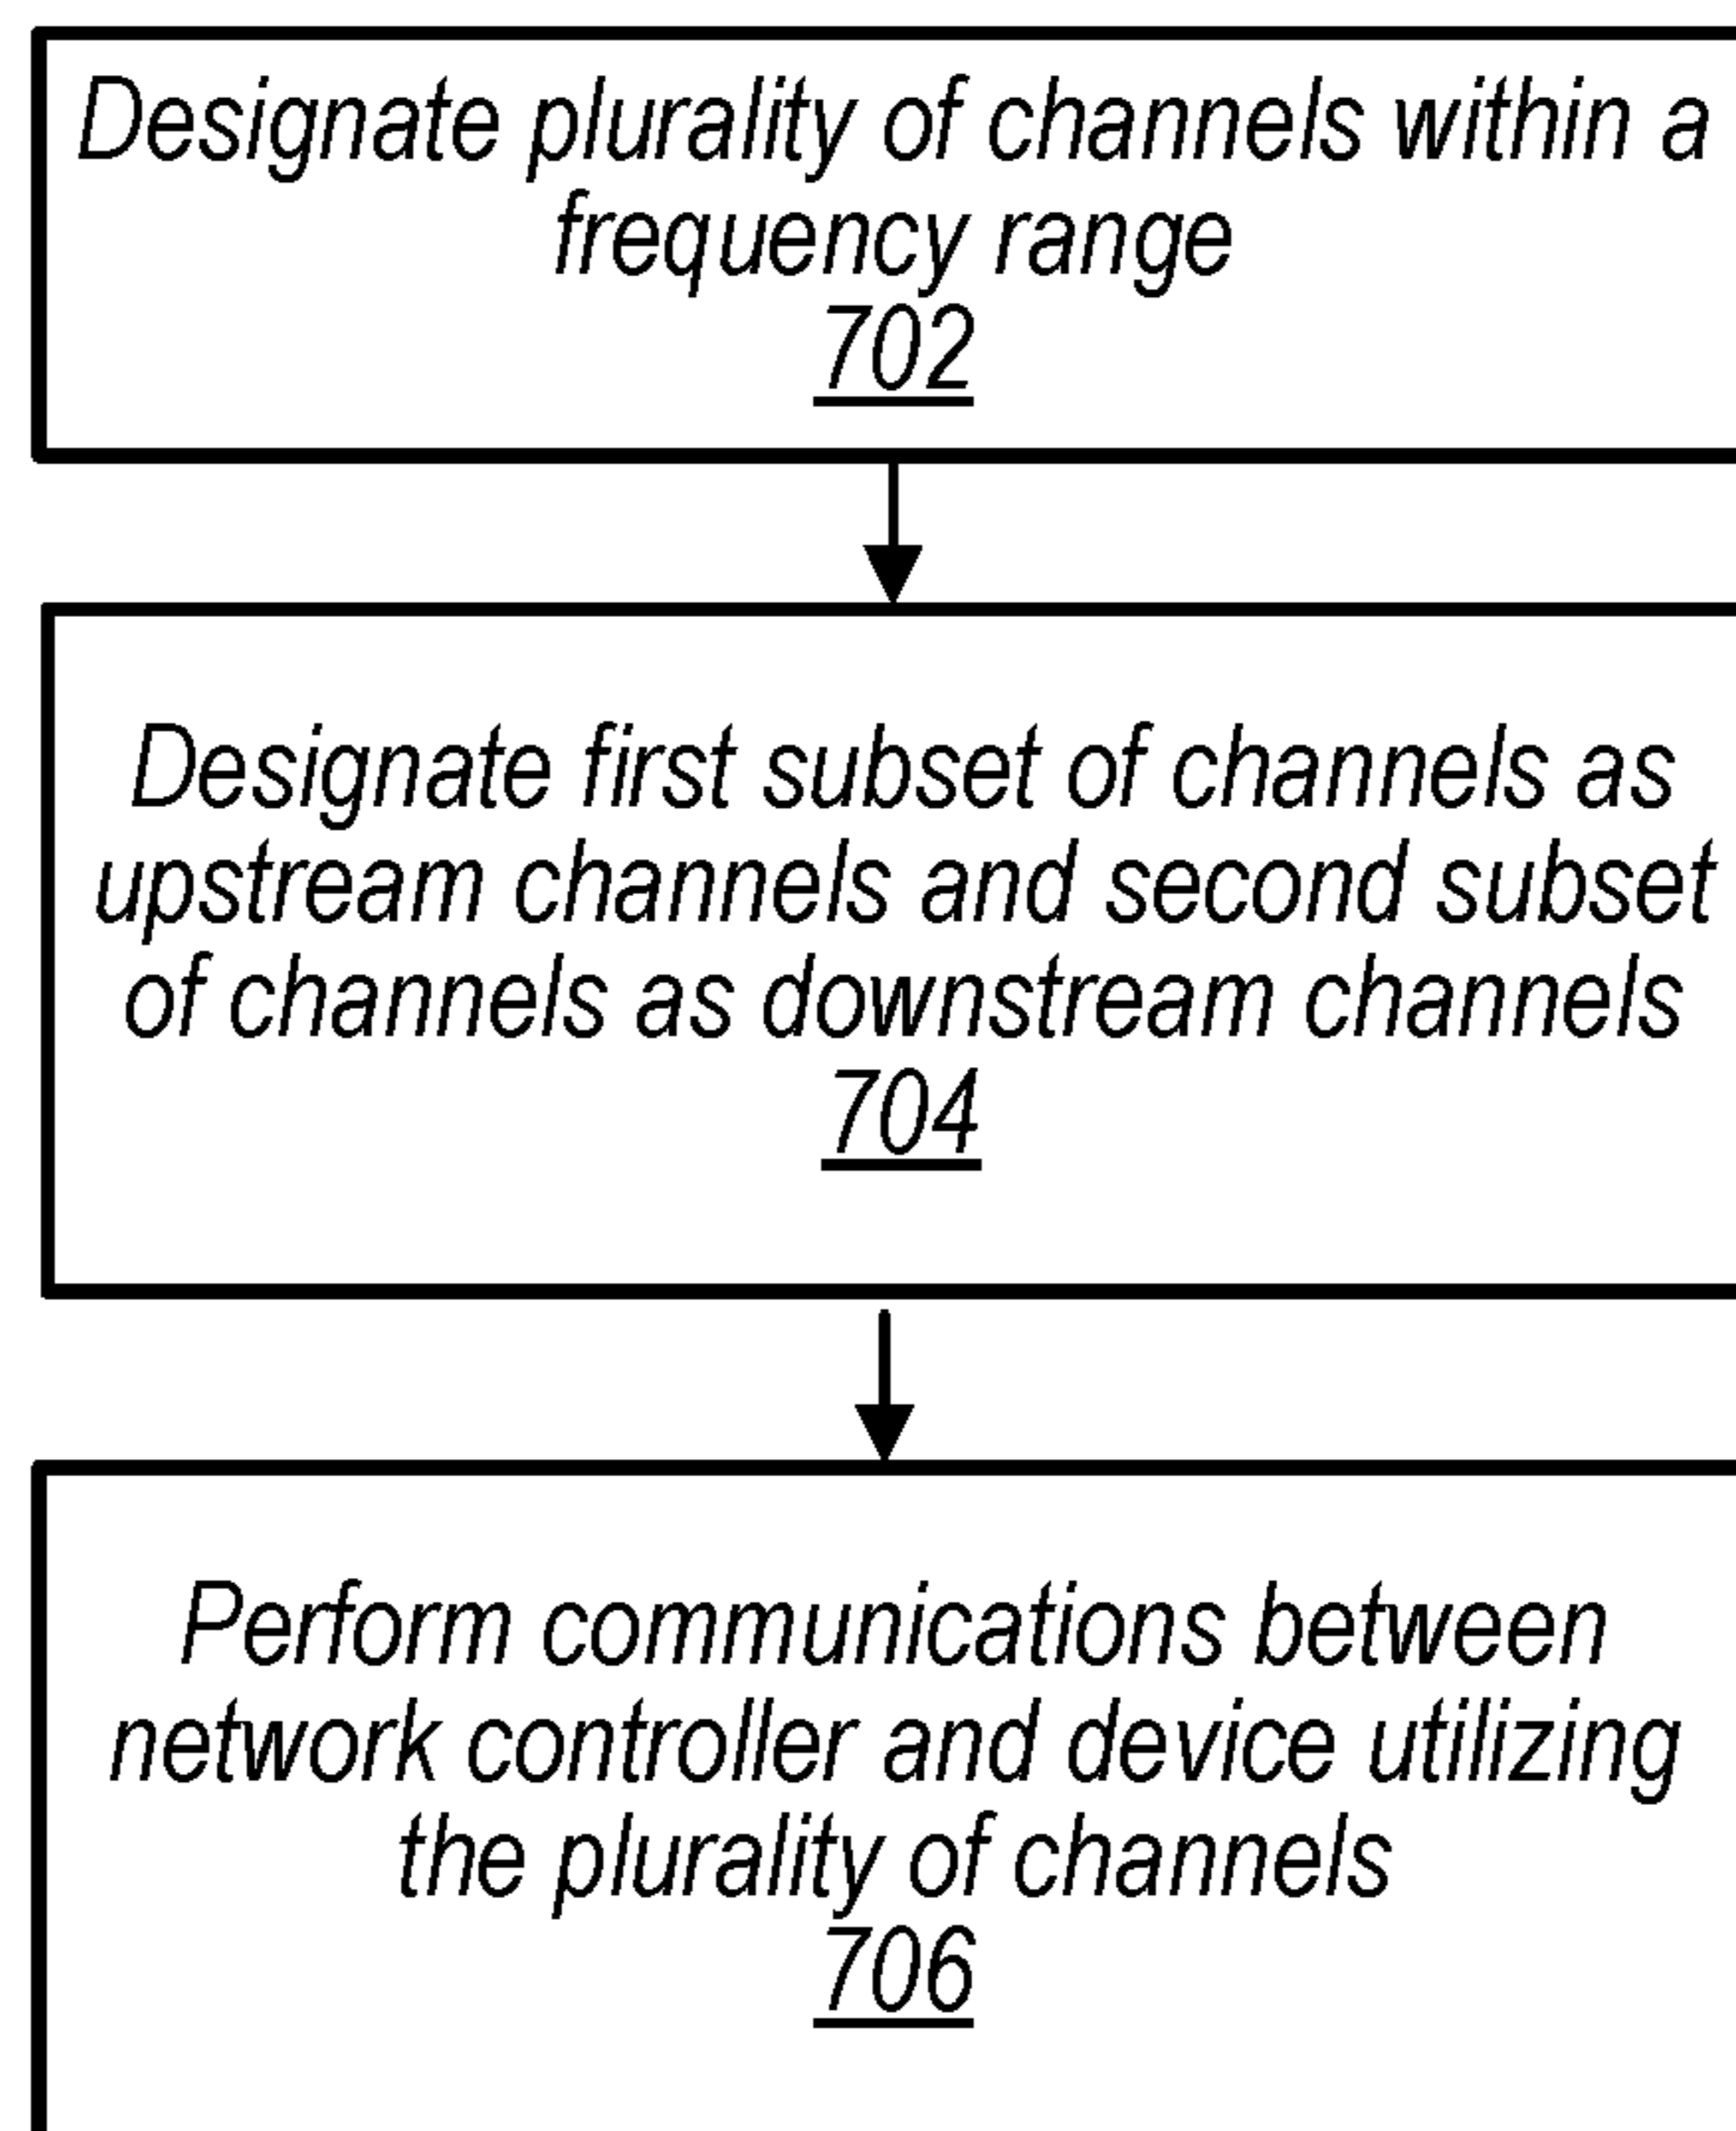 Designate plurality of channels within a
frequency range
702
Designate first subset of channels as
upstream channels and second subset
of channels as downstream channels
704
Perform communications between
network controller and device utilizing
the plurality of channels
706